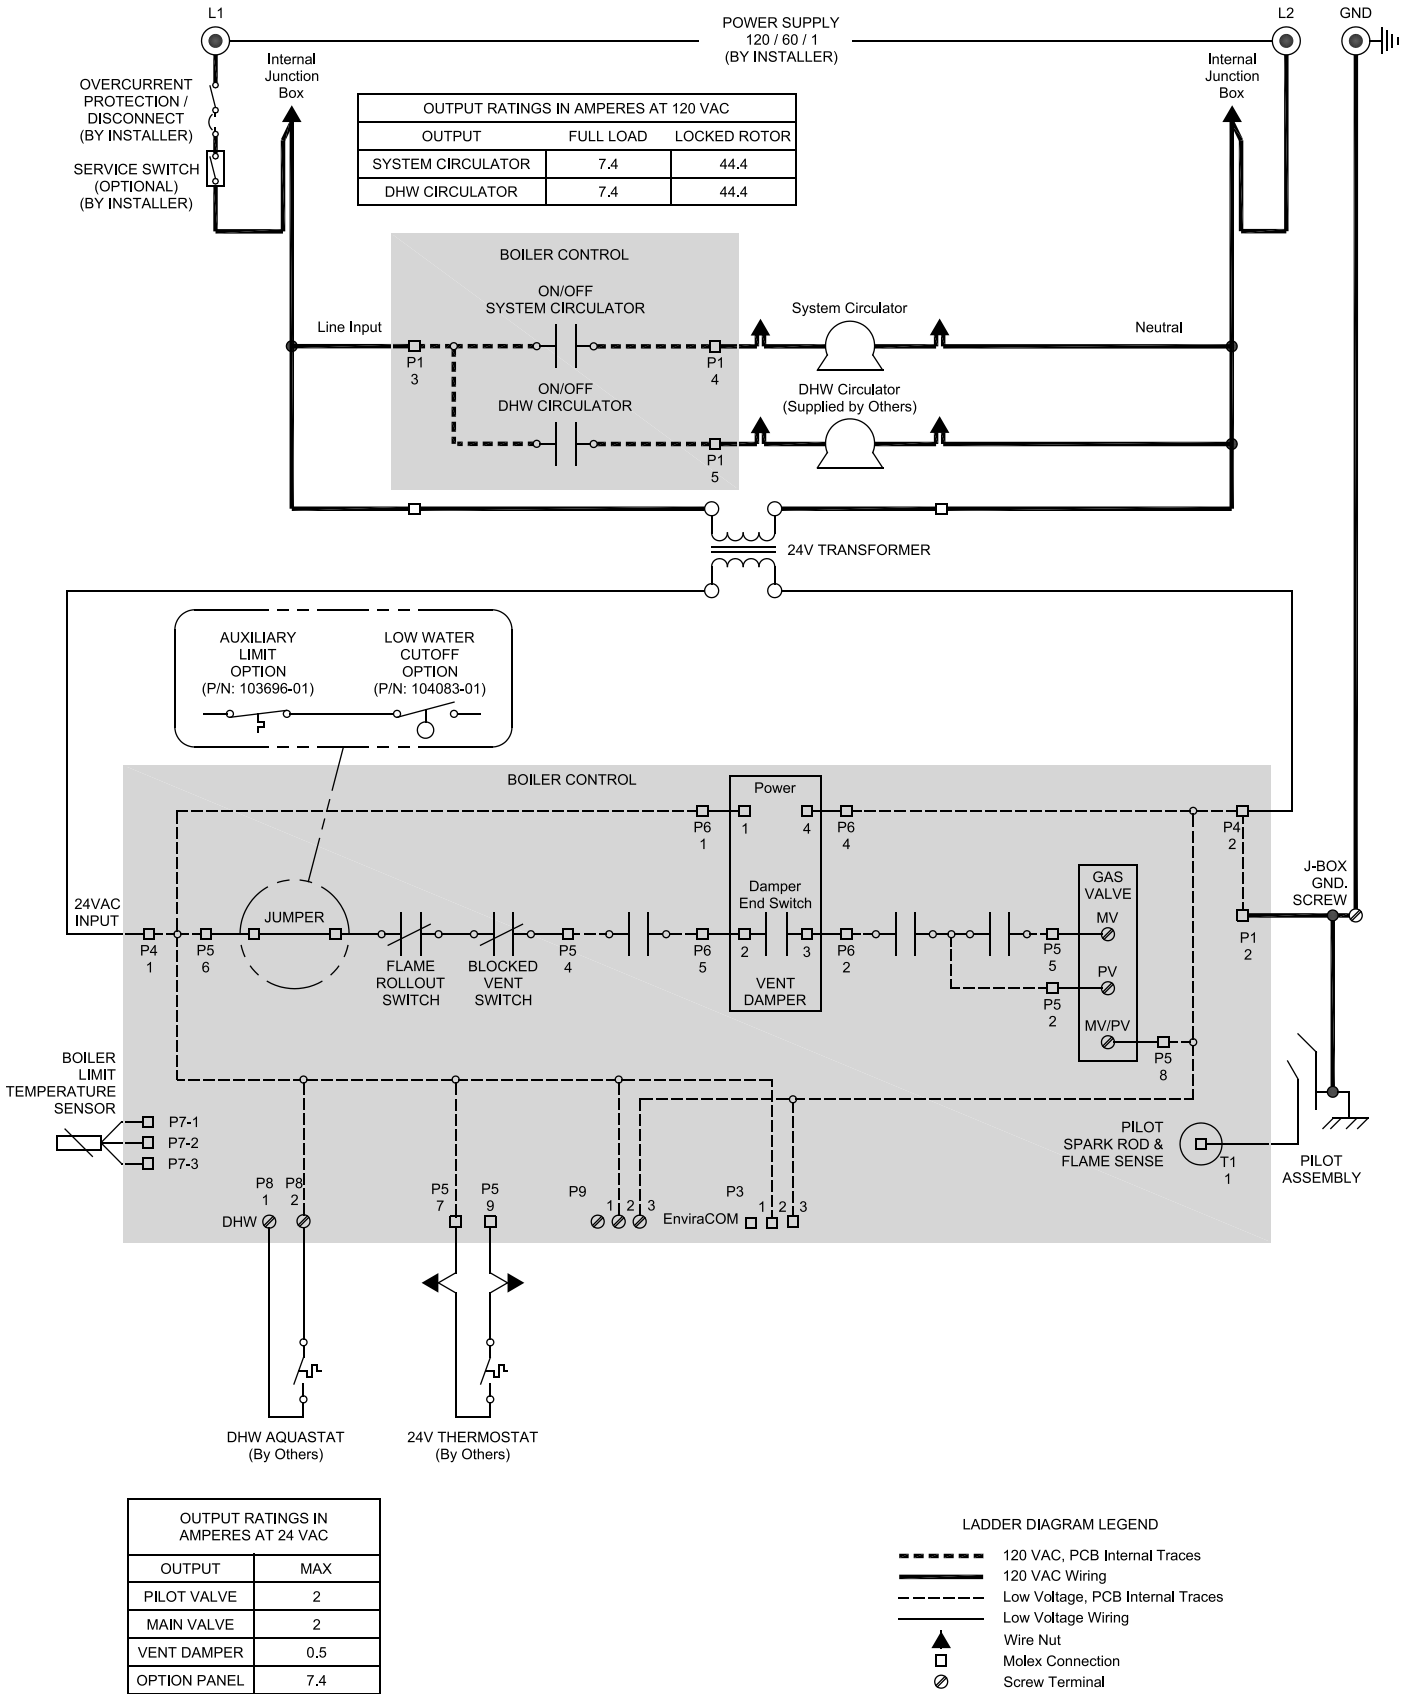 L1
POWER SUPPLY
120 / 60 / 1
(BY INSTALLER)
L2
GND
OVERCURRENT
PROTECTION /
DISCONNECT
(BY INSTALLER)
SERVICE SWITCH
(OPTIONAL)
(BY INSTALLER)
Internal
Junction
Box
Internal
Junction
Box
OUTPUT RATINGS IN AMPERES AT 120 VAC
OUTPUT FULL LOAD LOCKED ROTOR
SYSTEM CIRCULATOR 7.4 44.4
DHW CIRCULATOR 7.4 44.4
BOILER CONTROL
ON/OFF
SYSTEM CIRCULATOR
Line Input
P1
3
P1
4
System Circulator
Neutral
ON/OFF
DHW CIRCULATOR
P1
5
DHW Circulator
(Supplied by Others)
24V TRANSFORMER
AUXILIARY
LIMIT
OPTION
(P/N: 103696-01)
LOW WATER
CUTOFF
OPTION
(P/N: 104083-01)
BOILER CONTROL
Power
P6
1
1
4
P6
4
P4
2
24VAC
INPUT
P4
1
P5
6
JUMPER
FLAME
ROLLOUT
SWITCH
BLOCKED
VENT
SWITCH
P5
4
P6
5
Damper
End Switch
2
3
VENT
DAMPER
P6
2
P5
5
P5
2
GAS
VALVE
MV
PV
MV/PV
P5
8
J-BOX
GND.
SCREW
P1
2
BOILER
LIMIT
TEMPERATURE
SENSOR
P7-1
P7-2
P7-3
PILOT
SPARK ROD &
FLAME SENSE
T1
1
PILOT
ASSEMBLY
P8
1
P8
2
DHW
P5
7
P5
9
P9
1 2 3
P3
EnviraCOM
1 2 3
DHW AQUASTAT
(By Others)
24V THERMOSTAT
(By Others)
OUTPUT RATINGS IN
AMPERES AT 24 VAC
OUTPUT MAX
PILOT VALVE 2
MAIN VALVE 2
VENT DAMPER 0.5
OPTION PANEL 7.4
LADDER DIAGRAM LEGEND
120 VAC, PCB Internal Traces
120 VAC Wiring
Low Voltage, PCB Internal Traces
Low Voltage Wiring
Wire Nut
Molex Connection
Screw Terminal